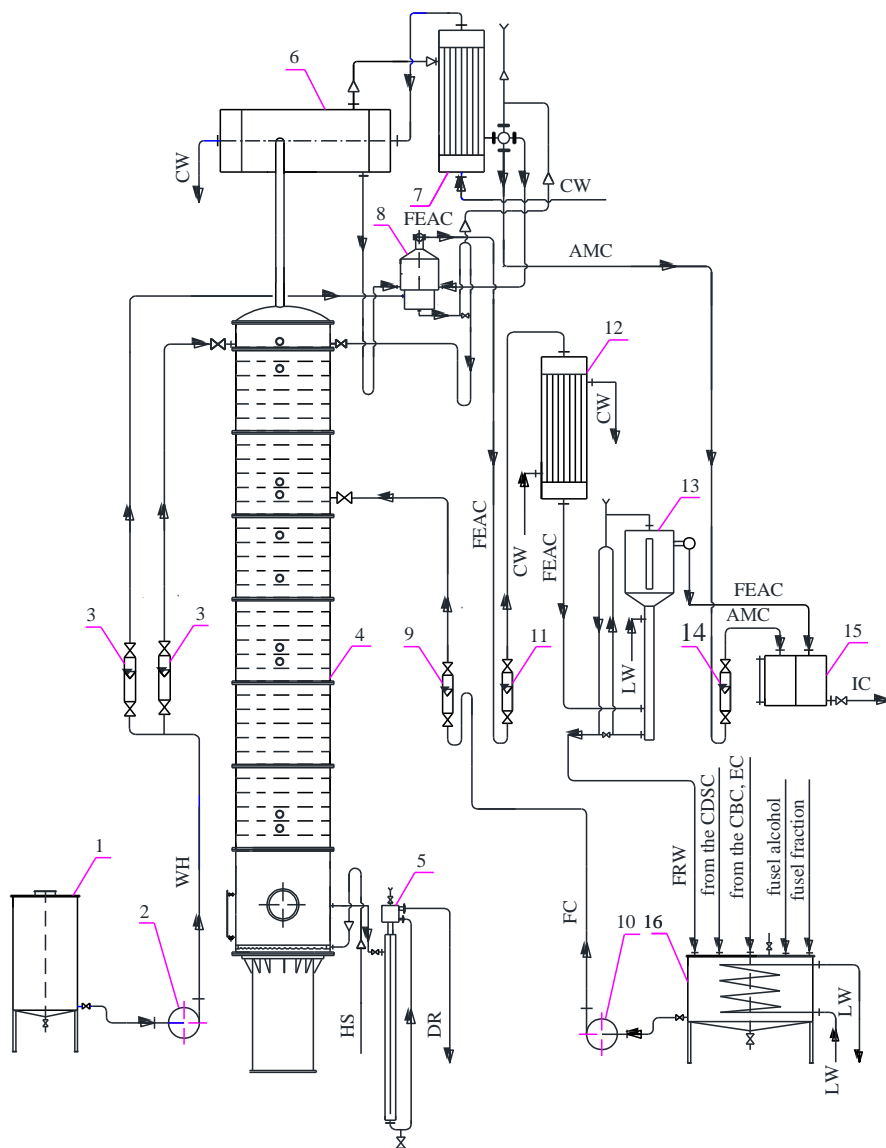 6
CW
7
CW
8
FEAC
AMC
12
CW
CW
13
FEAC
FEAC
FEAC
AMC
3
3
4
9
11
LW
14
15
IC
1
WH
2
5
HS
DR
FC
10
16
FRW
from the CDSC
from the CBC, EC
fusel alcohol
fusel fraction
LW
LW